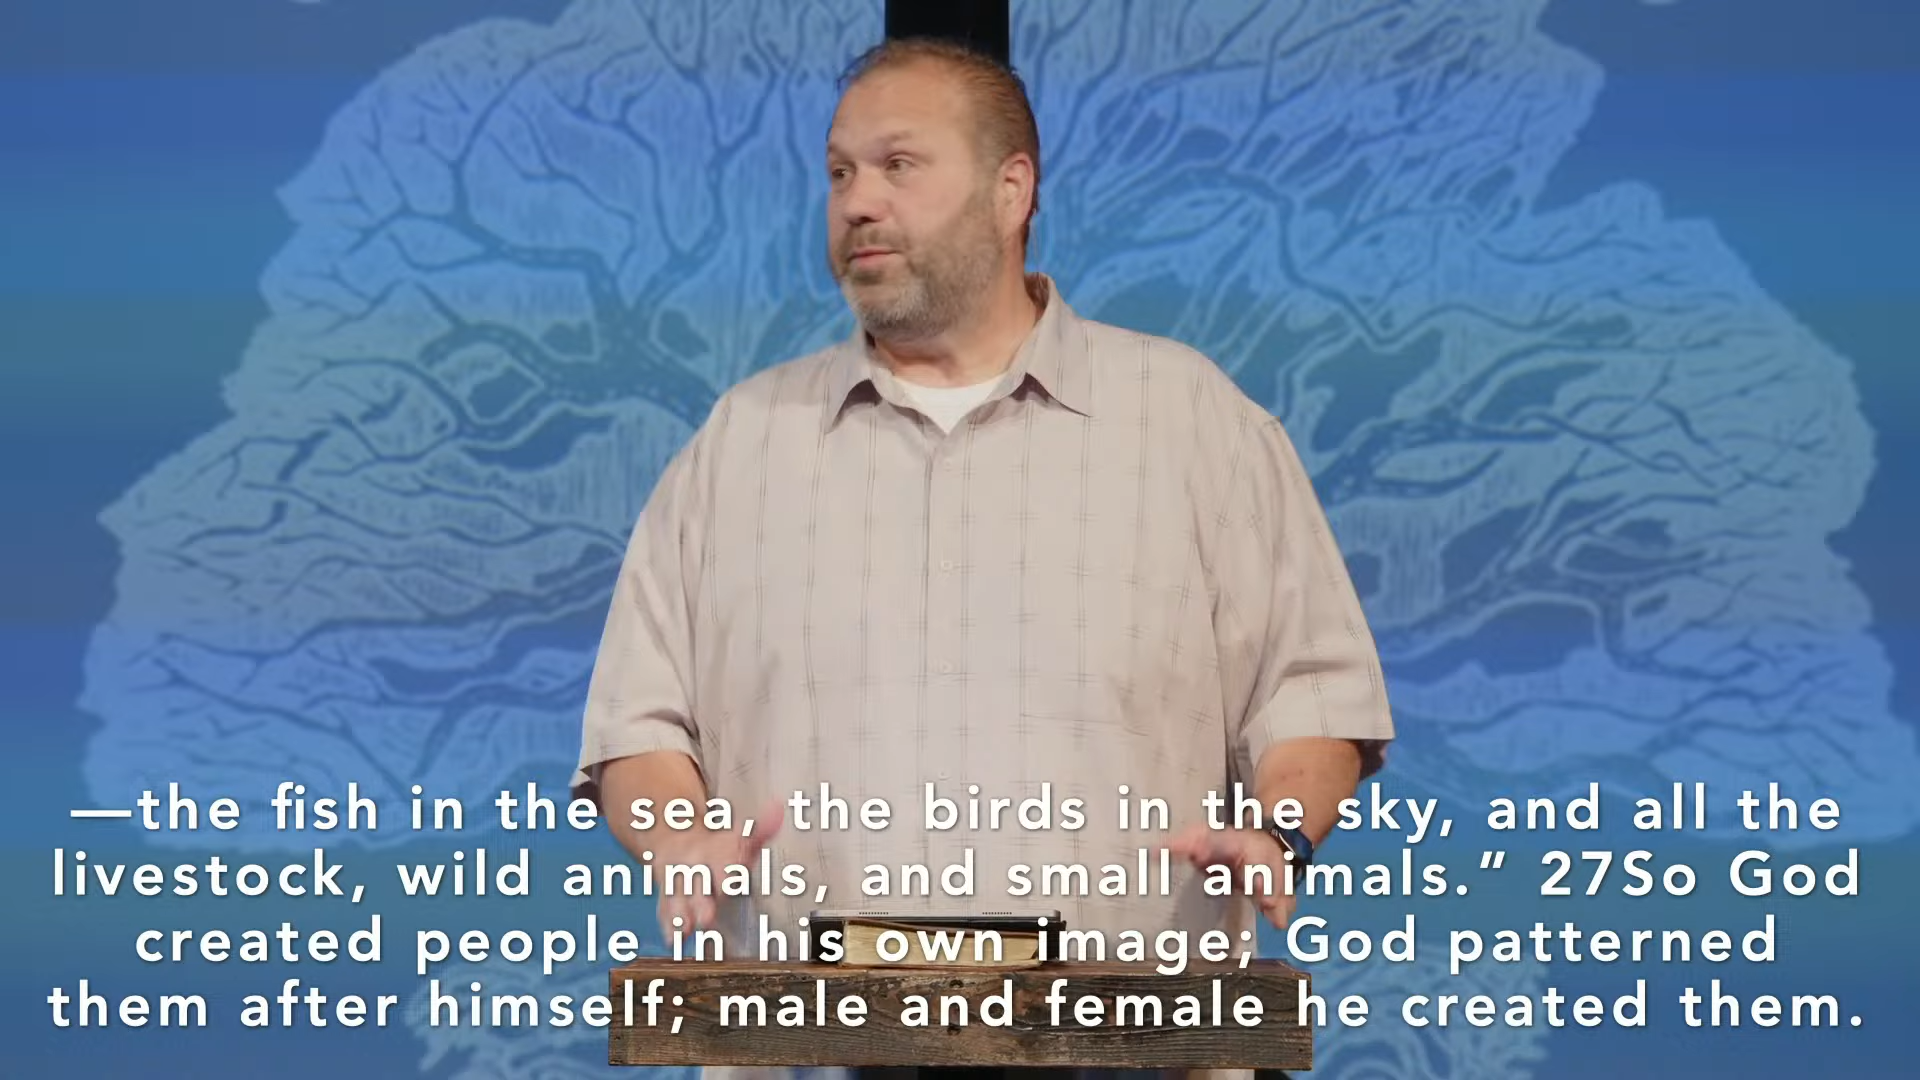 —the fish in the sea, the birds in the sky, and all the
livestock, wild animals, and small animals.” 27So God
created people in his own image; God patterned
them after himself; male and female he created them.